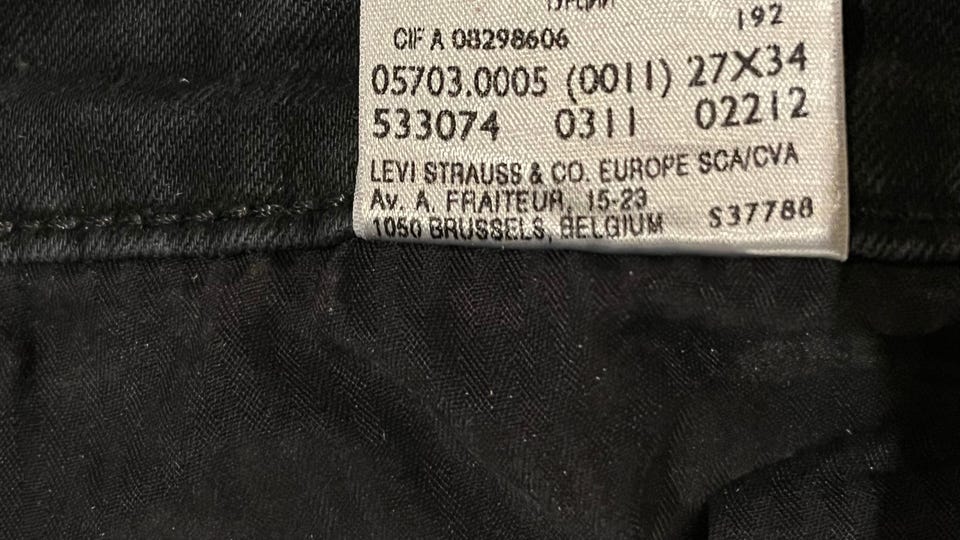 192
CIF A 08298606
05703.0005 (0011) 27X34
533074 0311 02212
LEVI STRAUSS & CO. EUROPE SCA/CVA
Av. A. FRAITEUR, 15-23
1050 BRUSSELS, BELGIUM S37788